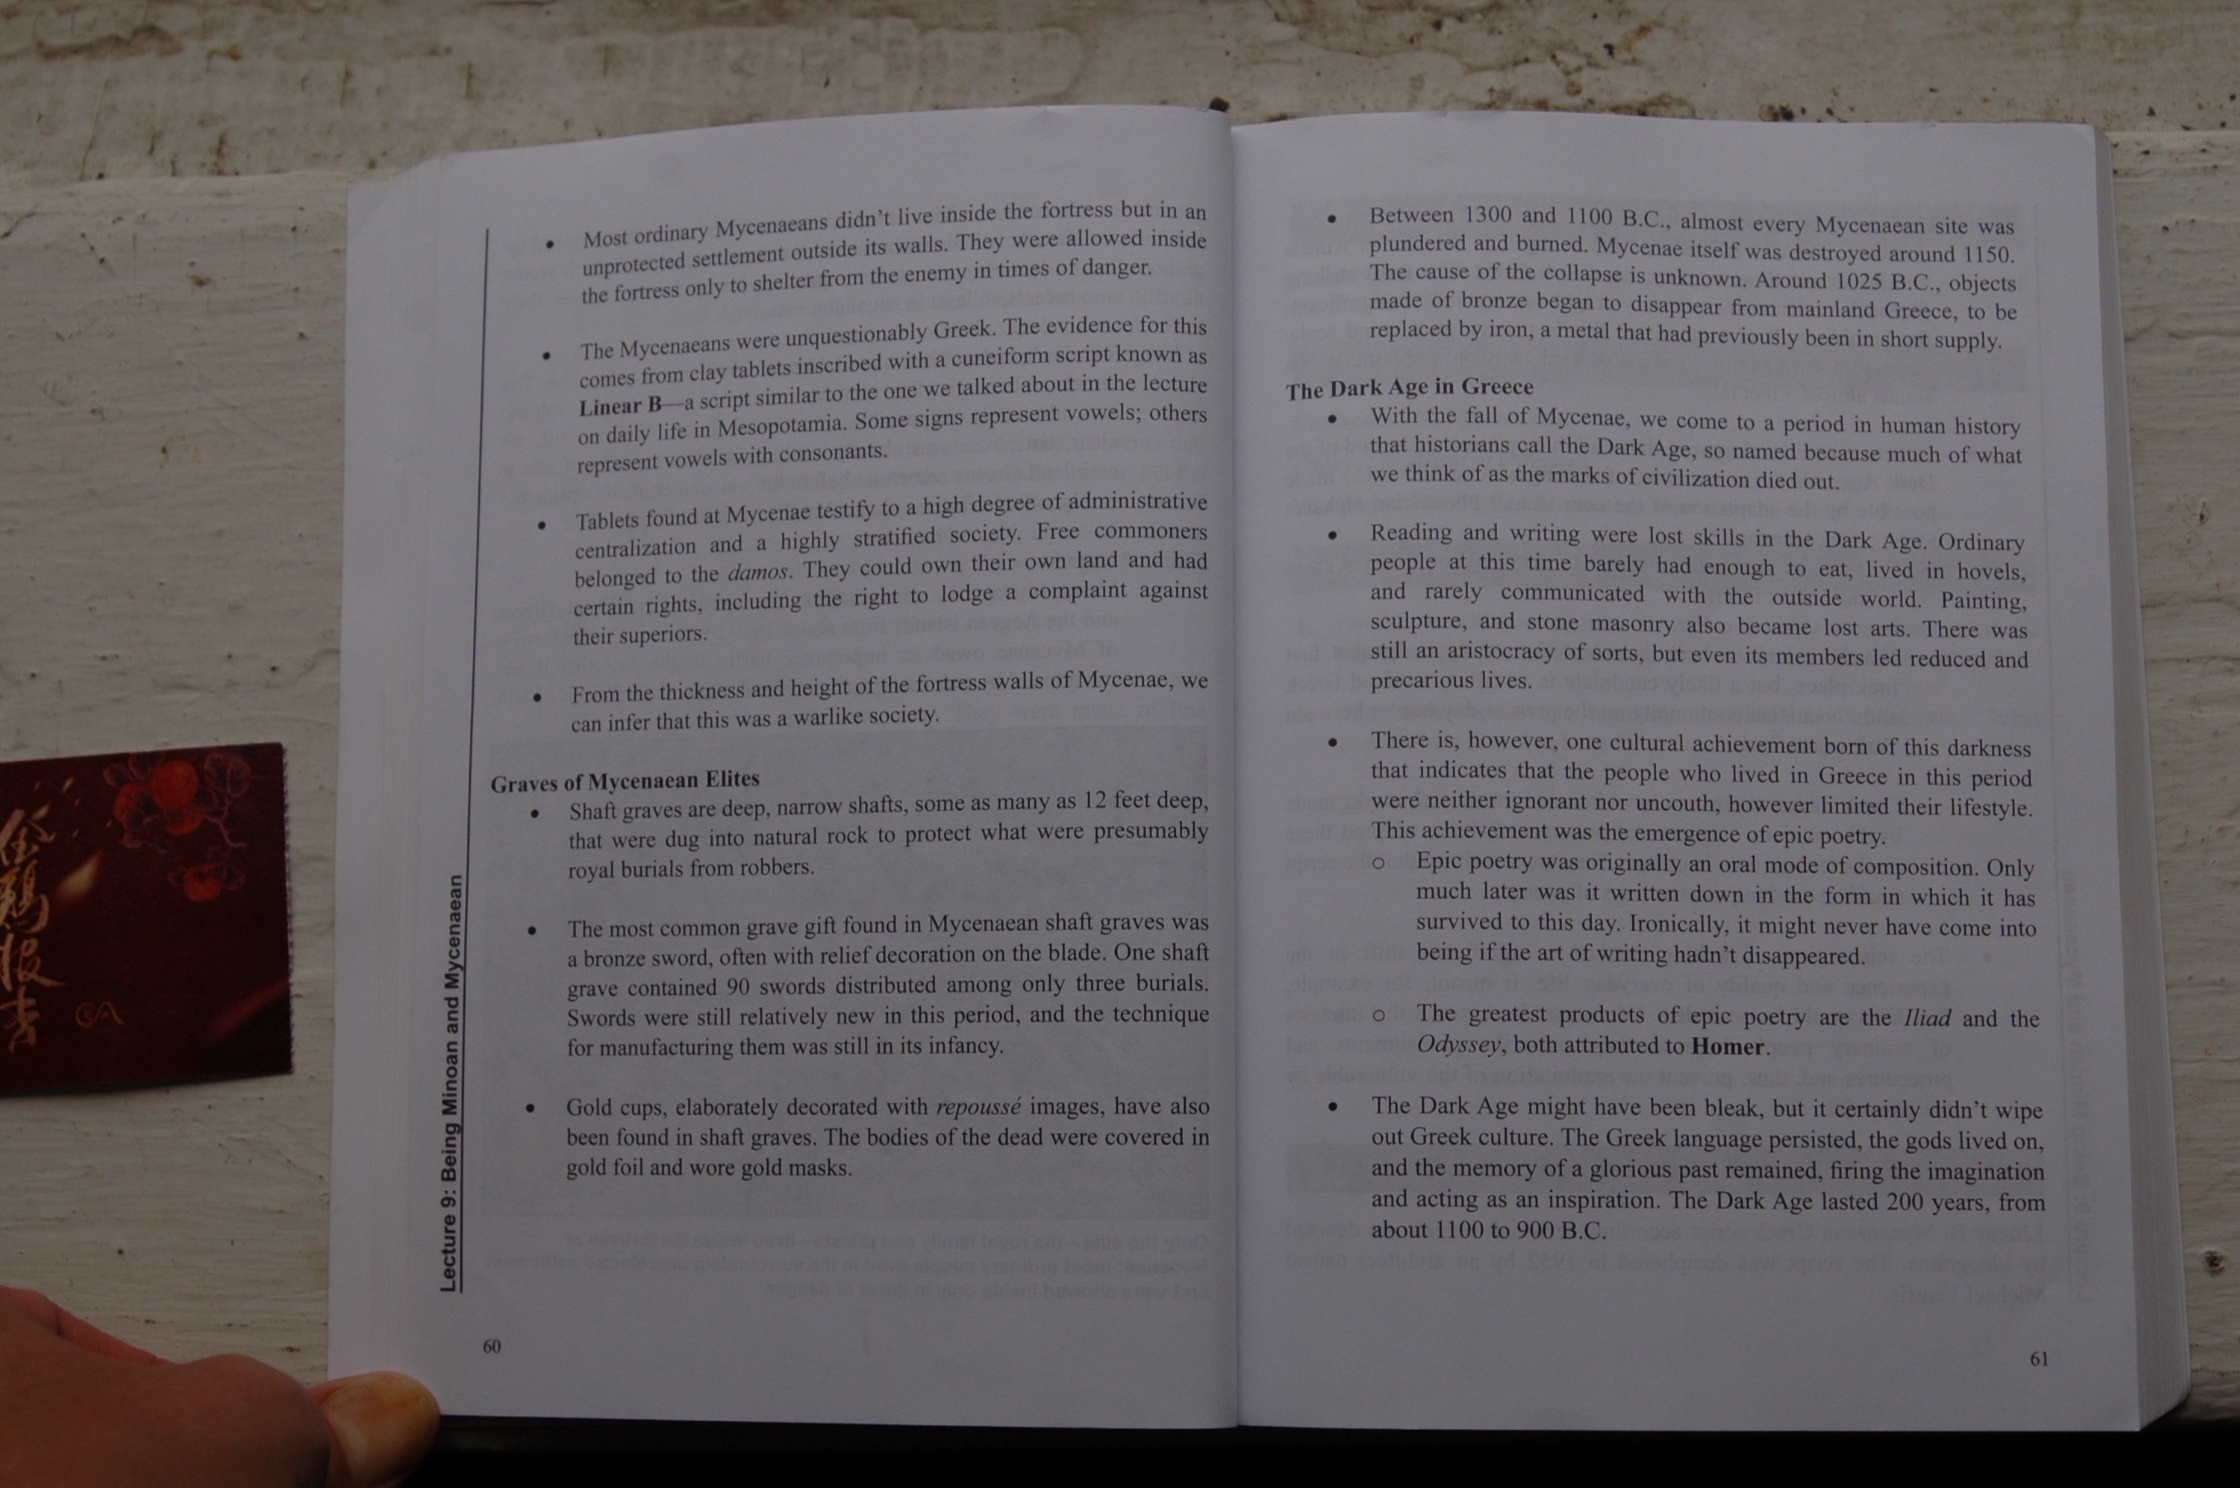 • Most ordinary Mycenaeans didn't live inside the fortress but in an
unprotected settlement outside its walls. They were allowed inside
the fortress only to shelter from the enemy in times of danger.
• The Mycenaeans were unquestionably Greek. The evidence for this
comes from clay tablets inscribed with a cuneiform script known as
Linear B—a script similar to the one we talked about in the lecture
on daily life in Mesopotamia. Some signs represent vowels; others
represent vowels with consonants.
• Tablets found at Mycenae testify to a high degree of administrative
centralization and a highly stratified society. Free commoners
belonged to the damos. They could own their own land and had
certain rights, including the right to lodge a complaint against
their superiors.
• From the thickness and height of the fortress walls of Mycenae, we
can infer that this was a warlike society.
Graves of Mycenaean Elites
• Shaft graves are deep, narrow shafts, some as many as 12 feet deep,
that were dug into natural rock to protect what were presumably
royal burials from robbers.
• The most common grave gift found in Mycenaean shaft graves was
a bronze sword, often with relief decoration on the blade. One shaft
grave contained 90 swords distributed among only three burials.
Swords were still relatively new in this period, and the technique
for manufacturing them was still in its infancy.
• Gold cups, elaborately decorated with repoussé images, have also
been found in shaft graves. The bodies of the dead were covered in
gold foil and wore gold masks.
Lecture 9: Being Minoan and Mycenaean
60
• Between 1300 and 1100 B.C., almost every Mycenaean site was
plundered and burned. Mycenae itself was destroyed around 1150.
The cause of the collapse is unknown. Around 1025 B.C., objects
made of bronze began to disappear from mainland Greece, to be
replaced by iron, a metal that had previously been in short supply.
The Dark Age in Greece
• With the fall of Mycenae, we come to a period in human history
that historians call the Dark Age, so named because much of what
we think of as the marks of civilization died out.
• Reading and writing were lost skills in the Dark Age. Ordinary
people at this time barely had enough to eat, lived in hovels,
and rarely communicated with the outside world. Painting,
sculpture, and stone masonry also became lost arts. There was
still an aristocracy of sorts, but even its members led reduced and
precarious lives.
• There is, however, one cultural achievement born of this darkness
that indicates that the people who lived in Greece in this period
were neither ignorant nor uncouth, however limited their lifestyle.
This achievement was the emergence of epic poetry.
o Epic poetry was originally an oral mode of composition. Only
much later was it written down in the form in which it has
survived to this day. Ironically, it might never have come into
being if the art of writing hadn't disappeared.
o The greatest products of epic poetry are the Iliad and the
Odyssey, both attributed to Homer.
• The Dark Age might have been bleak, but it certainly didn't wipe
out Greek culture. The Greek language persisted, the gods lived on,
and the memory of a glorious past remained, firing the imagination
and acting as an inspiration. The Dark Age lasted 200 years, from
about 1100 to 900 B.C.
61